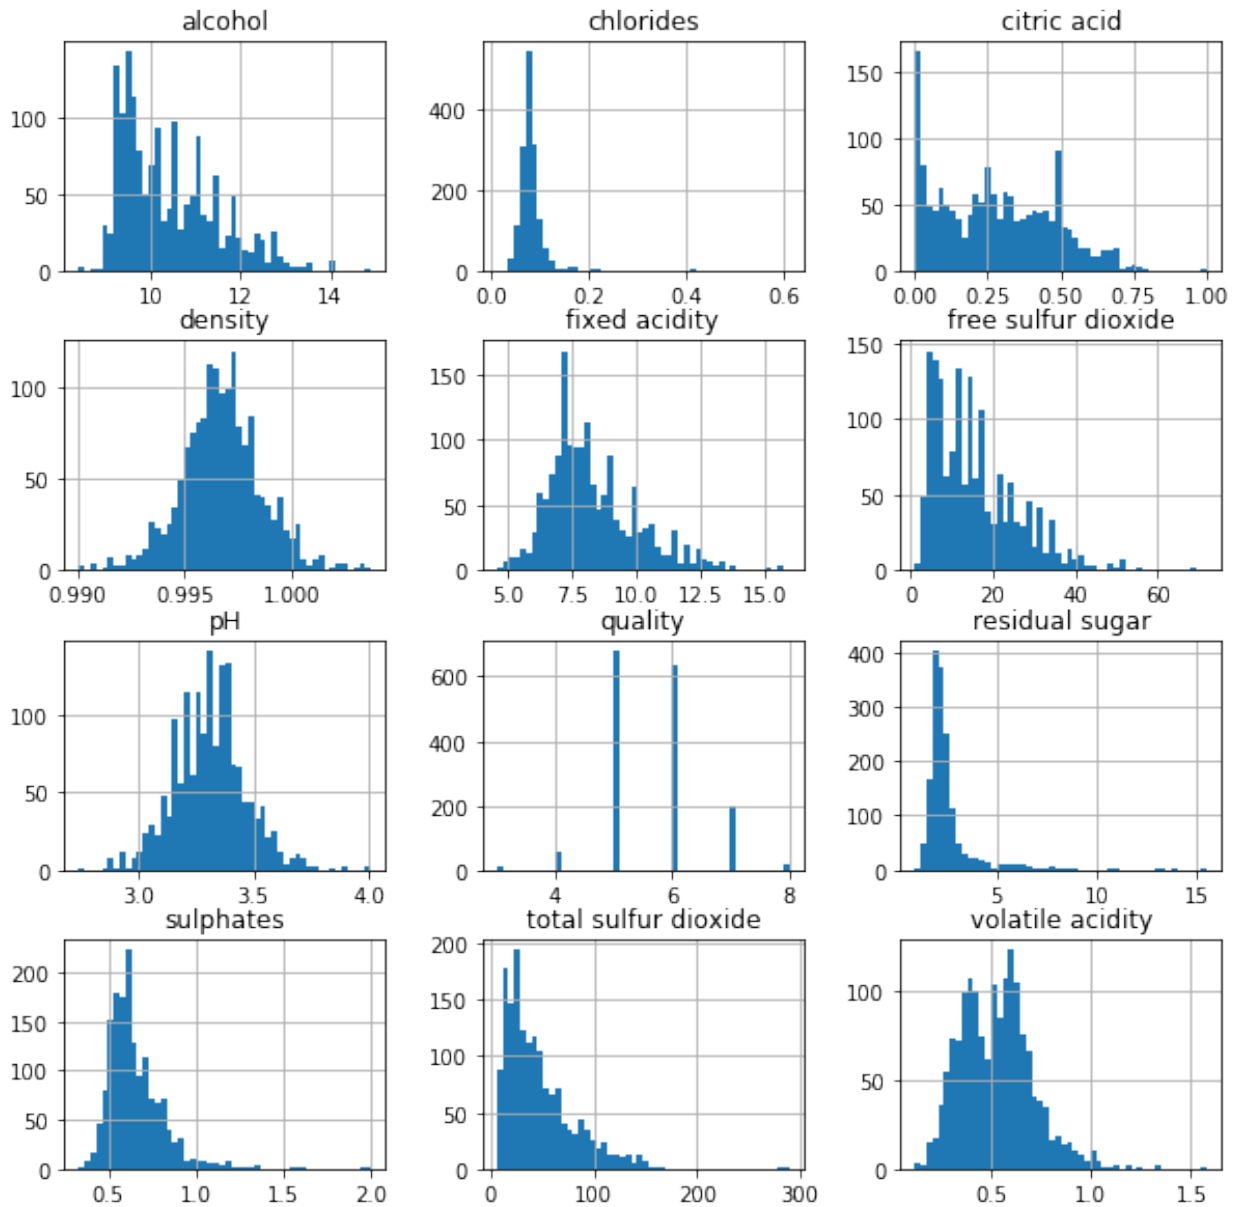 alcohol chlorides citric acid
100
50
0
10 12 14
400
200
0
0.0 0.2 0.4 0.6
150
100
50
0
0.00 0.25 0.50 0.75 1.00
density fixed acidity free sulfur dioxide
100
50
0
0.990 0.995 1.000
150
100
50
0
5.0 7.5 10.0 12.5 15.0
150
100
50
0
0 20 40 60
pH quality residual sugar
100
50
0
3.0 3.5 4.0
600
400
200
0
4 6 8
400
300
200
100
0
5 10 15
sulphates total sulfur dioxide volatile acidity
200
150
100
50
0
0.5 1.0 1.5 2.0
200
150
100
50
0
0 100 200 300
100
50
0
0.5 1.0 1.5